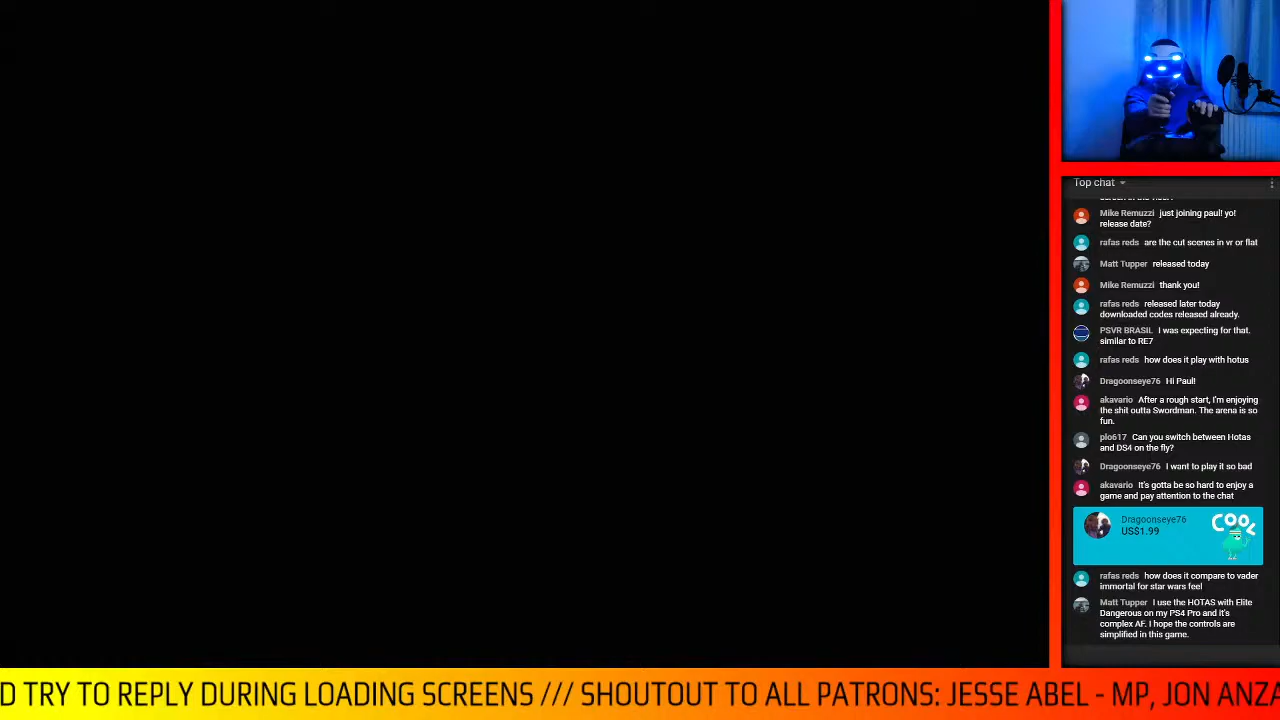 Top chat
Mike Remuzzi just joining paul! yo!
release date?
rafas reds are the cut scenes in vr or flat
Matt Tupper released today
Mike Remuzzi thank you!
rafas reds released later today
downloaded codes released already.
PSVR BRASIL I was expecting for that.
similar to RE7
rafas reds how does it play with hotus
Dragoonseye76 Hi Paul!
akavario After a rough start, I'm enjoying
the shit outta Swordman. The arena is so
fun.
plo617 Can you switch between Hotas
and DS4 on the fly?
Dragoonseye76 I want to play it so bad
akavario It's gotta be so hard to enjoy a
game and pay attention to the chat
Dragoonseye76
US$1.99
COOL
rafas reds how does it compare to vader
immortal for star wars feel
Matt Tupper I use the HOTAS with Elite
Dangerous on my PS4 Pro and it's
complex AF. I hope the controls are
simplified in this game.
D TRY TO REPLY DURING LOADING SCREENS /// SHOUTOUT TO ALL PATRONS: JESSE ABEL - MP, JON ANZA